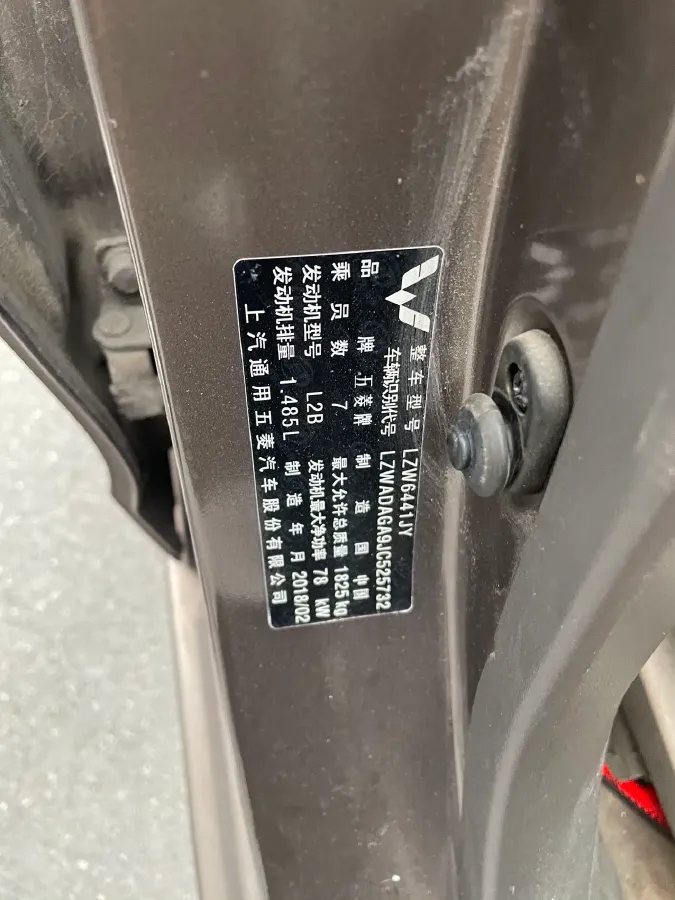 整车型号 LZW6441JY
车辆识别代号 LZWADAGA9JC525732
品牌 五菱牌 制造国 中国
乘员数 7 最大允许总质量 1825 kg
发动机型号 L2B 发动机最大净功率 78 kW
发动机排量 1.485L 制造年月 2018/02
上汽通用五菱汽车股份有限公司